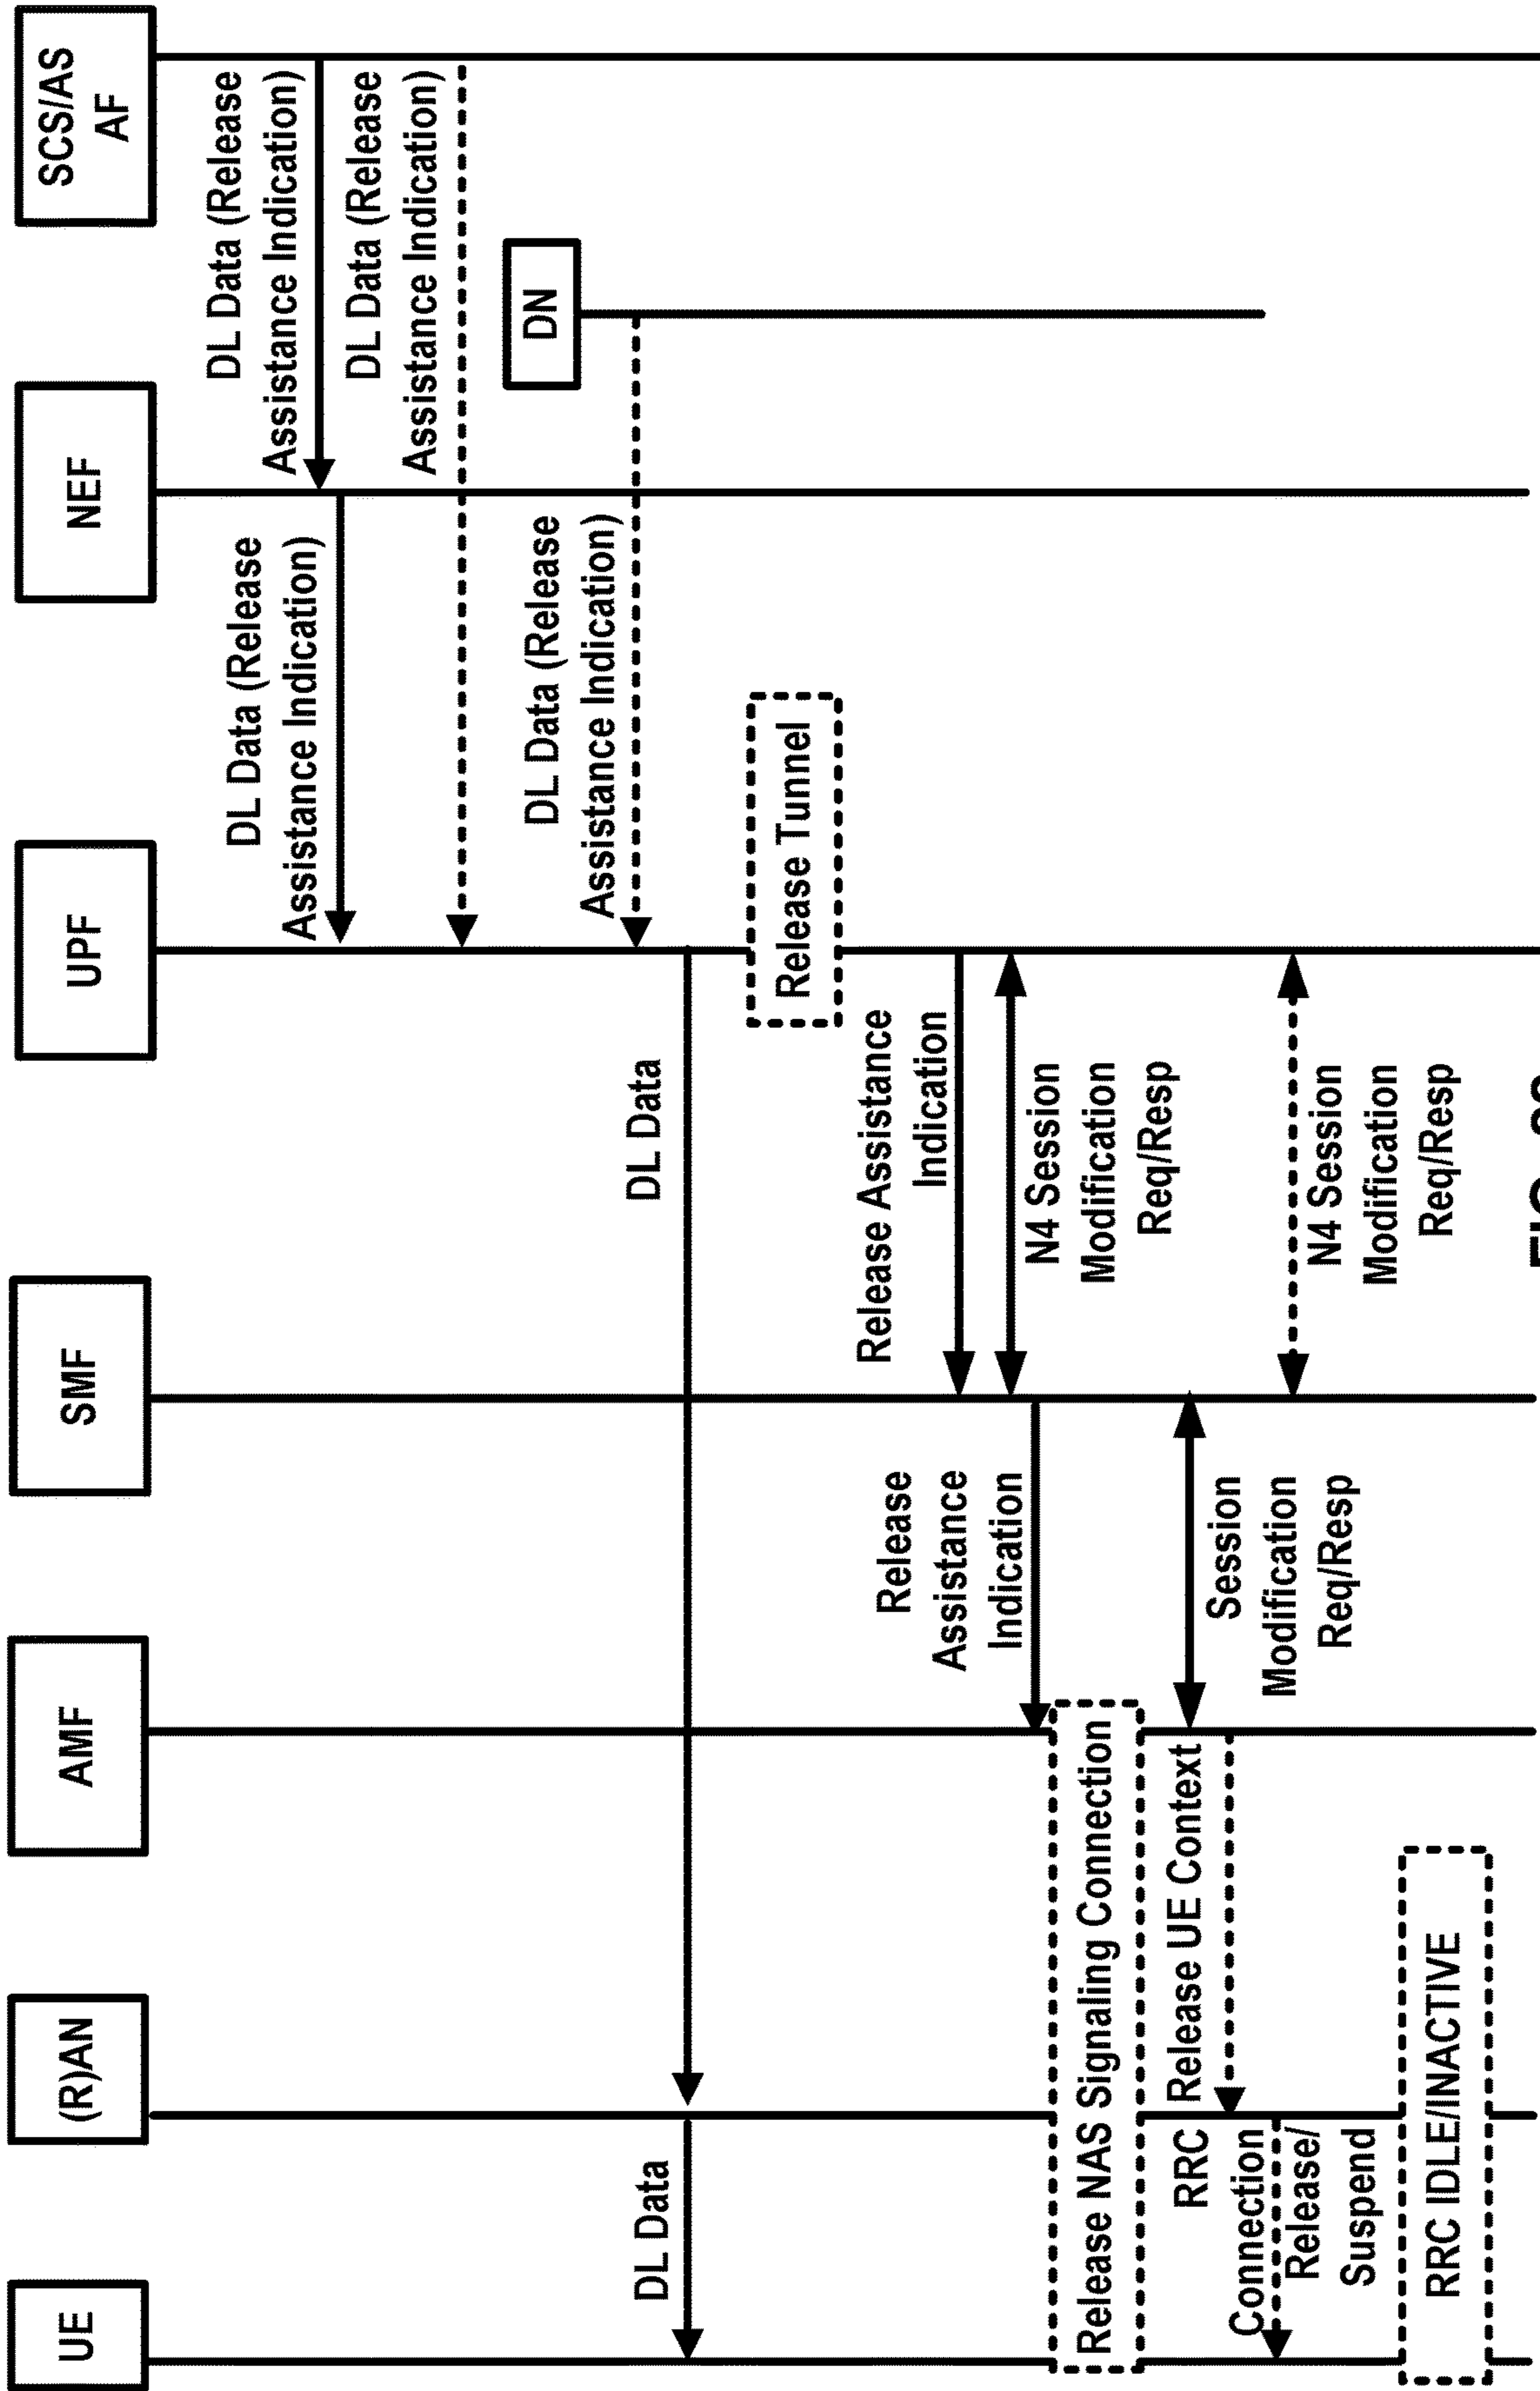 UE
(R)AN
AMF
SMF
UPF
NEF
SCS/AS
AF
DL Data (Release
Assistance Indication)
DL Data (Release
Assistance Indication)
DL Data (Release
Assistance Indication)
DN
DL Data (Release
Assistance Indication)
DL Data
DL Data
Release Tunnel
Release Assistance
Indication
N4 Session
Modification
Req/Resp
Release
Assistance
Indication
Release NAS Signaling Connection
Session
Modification
Req/Resp
Release UE Context
RRC
Connection
Release/
Suspend
N4 Session
Modification
Req/Resp
RRC IDLE/INACTIVE